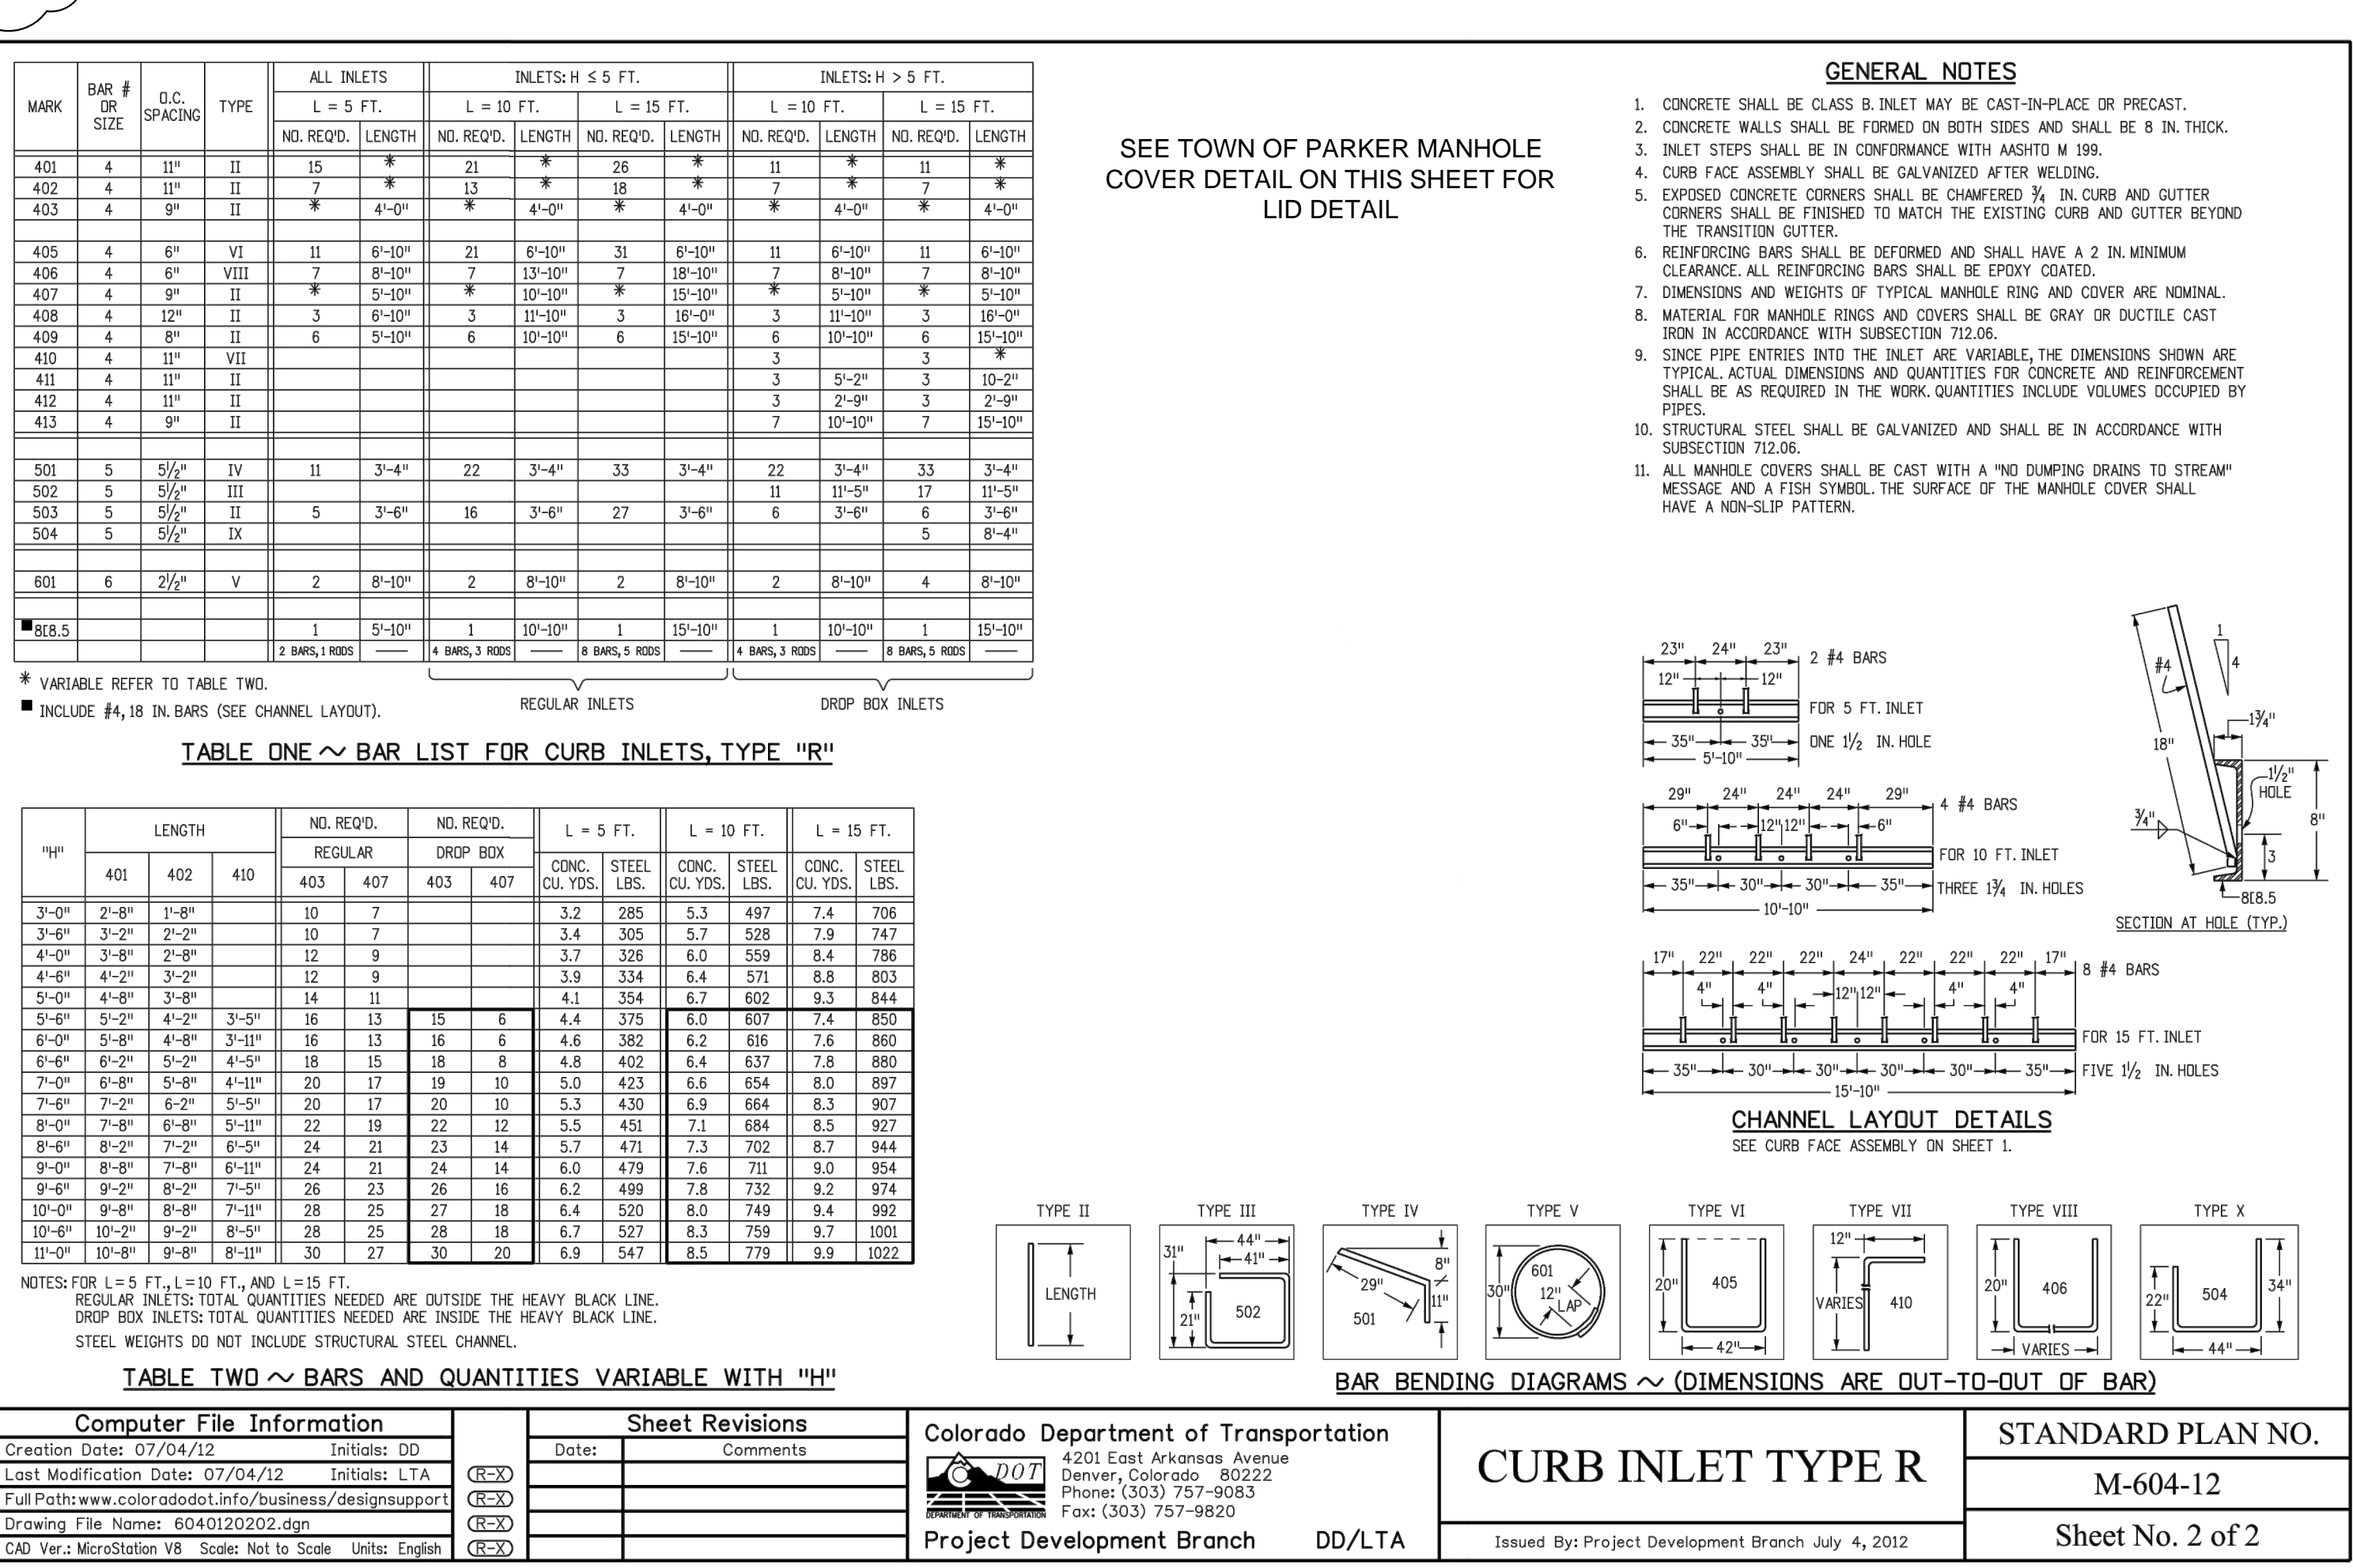 MARK BAR # OR SIZE O.C. SPACING TYPE ALL INLETS INLETS: H ≤ 5 FT. INLETS: H > 5 FT.
L = 5 FT. L = 10 FT. L = 15 FT. L = 10 FT. L = 15 FT.
NO. REQ'D. LENGTH NO. REQ'D. LENGTH NO. REQ'D. LENGTH NO. REQ'D. LENGTH NO. REQ'D. LENGTH
401 4 11" II 15 * 21 * 26 * 11 * 11 *
402 4 11" II 7 * 13 * 18 * 7 * 7 *
403 4 9" II * 4'-0" * 4'-0" * 4'-0" * 4'-0" * 4'-0"
405 4 6" VI 11 6'-10" 21 6'-10" 31 6'-10" 11 6'-10" 11 6'-10"
406 4 6" VIII 7 8'-10" 7 13'-10" 7 18'-10" 7 8'-10" 7 8'-10"
407 4 9" II * 5'-10" * 10'-10" * 15'-10" * 5'-10" * 5'-10"
408 4 12" II 3 6'-10" 3 11'-10" 3 16'-0" 3 11'-10" 3 16'-0"
409 4 8" II 6 5'-10" 6 10'-10" 6 15'-10" 6 10'-10" 6 15'-10"
410 4 11" VII 3 3 *
411 4 11" II 3 5'-2" 3 10-2"
412 4 11" II 3 2'-9" 3 2'-9"
413 4 9" II 7 10'-10" 7 15'-10"
501 5 5½" IV 11 3'-4" 22 3'-4" 33 3'-4" 22 3'-4" 33 3'-4"
502 5 5½" III 11 11'-5" 17 11'-5"
503 5 5½" II 5 3'-6" 16 3'-6" 27 3'-6" 6 3'-6" 6 3'-6"
504 5 5½" IX 5 8'-4"
601 6 2½" V 2 8'-10" 2 8'-10" 2 8'-10" 2 8'-10" 4 8'-10"
■8[8.5 1 5'-10" 1 10'-10" 1 15'-10" 1 10'-10" 1 15'-10"
2 BARS, 1 RODS 4 BARS, 3 RODS 8 BARS, 5 RODS 4 BARS, 3 RODS 8 BARS, 5 RODS
* VARIABLE REFER TO TABLE TWO.
■ INCLUDE #4, 18 IN. BARS (SEE CHANNEL LAYOUT).
REGULAR INLETS DROP BOX INLETS
TABLE ONE ~ BAR LIST FOR CURB INLETS, TYPE "R"
SEE TOWN OF PARKER MANHOLE
COVER DETAIL ON THIS SHEET FOR
LID DETAIL
GENERAL NOTES
1. CONCRETE SHALL BE CLASS B. INLET MAY BE CAST-IN-PLACE OR PRECAST.
2. CONCRETE WALLS SHALL BE FORMED ON BOTH SIDES AND SHALL BE 8 IN. THICK.
3. INLET STEPS SHALL BE IN CONFORMANCE WITH AASHTO M 199.
4. CURB FACE ASSEMBLY SHALL BE GALVANIZED AFTER WELDING.
5. EXPOSED CONCRETE CORNERS SHALL BE CHAMFERED ¾ IN. CURB AND GUTTER
CORNERS SHALL BE FINISHED TO MATCH THE EXISTING CURB AND GUTTER BEYOND
THE TRANSITION GUTTER.
6. REINFORCING BARS SHALL BE DEFORMED AND SHALL HAVE A 2 IN. MINIMUM
CLEARANCE. ALL REINFORCING BARS SHALL BE EPOXY COATED.
7. DIMENSIONS AND WEIGHTS OF TYPICAL MANHOLE RING AND COVER ARE NOMINAL.
8. MATERIAL FOR MANHOLE RINGS AND COVERS SHALL BE GRAY OR DUCTILE CAST
IRON IN ACCORDANCE WITH SUBSECTION 712.06.
9. SINCE PIPE ENTRIES INTO THE INLET ARE VARIABLE, THE DIMENSIONS SHOWN ARE
TYPICAL. ACTUAL DIMENSIONS AND QUANTITIES FOR CONCRETE AND REINFORCEMENT
SHALL BE AS REQUIRED IN THE WORK. QUANTITIES INCLUDE VOLUMES OCCUPIED BY
PIPES.
10. STRUCTURAL STEEL SHALL BE GALVANIZED AND SHALL BE IN ACCORDANCE WITH
SUBSECTION 712.06.
11. ALL MANHOLE COVERS SHALL BE CAST WITH A "NO DUMPING DRAINS TO STREAM"
MESSAGE AND A FISH SYMBOL. THE SURFACE OF THE MANHOLE COVER SHALL
HAVE A NON-SLIP PATTERN.
23" 24" 23" 2 #4 BARS
12" 12"
FOR 5 FT. INLET
35" 35" ONE 1½ IN. HOLE
5'-10"
29" 24" 24" 24" 29" 4 #4 BARS
6" 12" 12" 6"
FOR 10 FT. INLET
35" 30" 30" 35" THREE 1¾ IN. HOLES
10'-10"
17" 22" 22" 22" 24" 22" 22" 22" 17" 8 #4 BARS
4" 4" 12" 12" 4" 4"
FOR 15 FT. INLET
35" 30" 30" 30" 30" 35" FIVE 1½ IN. HOLES
15'-10"
1
4
#4
1¾"
18"
1½"
HOLE
8"
¾"
3
8[8.5
SECTION AT HOLE (TYP.)
CHANNEL LAYOUT DETAILS
SEE CURB FACE ASSEMBLY ON SHEET 1.
"H" LENGTH NO. REQ'D. NO. REQ'D. L = 5 FT. L = 10 FT. L = 15 FT.
REGULAR DROP BOX
401 402 410 403 407 403 407 CONC. CU. YDS. STEEL LBS. CONC. CU. YDS. STEEL LBS. CONC. CU. YDS. STEEL LBS.
3'-0" 2'-8" 1'-8" 10 7 3.2 285 5.3 497 7.4 706
3'-6" 3'-2" 2'-2" 10 7 3.4 305 5.7 528 7.9 747
4'-0" 3'-8" 2'-8" 12 9 3.7 326 6.0 559 8.4 786
4'-6" 4'-2" 3'-2" 12 9 3.9 334 6.4 571 8.8 803
5'-0" 4'-8" 3'-8" 14 11 4.1 354 6.7 602 9.3 844
5'-6" 5'-2" 4'-2" 3'-5" 16 13 15 6 4.4 375 6.0 607 7.4 850
6'-0" 5'-8" 4'-8" 3'-11" 16 13 16 6 4.6 382 6.2 616 7.6 860
6'-6" 6'-2" 5'-2" 4'-5" 18 15 18 8 4.8 402 6.4 637 7.8 880
7'-0" 6'-8" 5'-8" 4'-11" 20 17 19 10 5.0 423 6.6 654 8.0 897
7'-6" 7'-2" 6-2" 5'-5" 20 17 20 10 5.3 430 6.9 664 8.3 907
8'-0" 7'-8" 6'-8" 5'-11" 22 19 22 12 5.5 451 7.1 684 8.5 927
8'-6" 8'-2" 7'-2" 6'-5" 24 21 23 14 5.7 471 7.3 702 8.7 944
9'-0" 8'-8" 7'-8" 6'-11" 24 21 24 14 6.0 479 7.6 711 9.0 954
9'-6" 9'-2" 8'-2" 7'-5" 26 23 26 16 6.2 499 7.8 732 9.2 974
10'-0" 9'-8" 8'-8" 7'-11" 28 25 27 18 6.4 520 8.0 749 9.4 992
10'-6" 10'-2" 9'-2" 8'-5" 28 25 28 18 6.7 527 8.3 759 9.7 1001
11'-0" 10'-8" 9'-8" 8'-11" 30 27 30 20 6.9 547 8.5 779 9.9 1022
NOTES: FOR L= 5 FT., L=10 FT., AND L=15 FT.
REGULAR INLETS: TOTAL QUANTITIES NEEDED ARE OUTSIDE THE HEAVY BLACK LINE.
DROP BOX INLETS: TOTAL QUANTITIES NEEDED ARE INSIDE THE HEAVY BLACK LINE.
STEEL WEIGHTS DO NOT INCLUDE STRUCTURAL STEEL CHANNEL.
TABLE TWO ~ BARS AND QUANTITIES VARIABLE WITH "H"
TYPE II TYPE III TYPE IV TYPE V TYPE VI TYPE VII TYPE VIII TYPE X
LENGTH
44" 41" 31" 21" 502
8" 29" 11" 501
601 30" 12" LAP
20" 405 42"
12" VARIES 410
20" 406 VARIES
22" 504 34" 44"
BAR BENDING DIAGRAMS ~ (DIMENSIONS ARE OUT-TO-OUT OF BAR)
Computer File Information
Creation Date: 07/04/12 Initials: DD
Last Modification Date: 07/04/12 Initials: LTA
Full Path: www.coloradodot.info/business/designsupport
Drawing File Name: 6040120202.dgn
CAD Ver.: MicroStation V8 Scale: Not to Scale Units: English
R-X
R-X
R-X
R-X
Sheet Revisions
Date: Comments
Colorado Department of Transportation
DOT
DEPARTMENT OF TRANSPORTATION
4201 East Arkansas Avenue
Denver, Colorado 80222
Phone: (303) 757-9083
Fax: (303) 757-9820
Project Development Branch DD/LTA
CURB INLET TYPE R
Issued By: Project Development Branch July 4, 2012
STANDARD PLAN NO.
M-604-12
Sheet No. 2 of 2